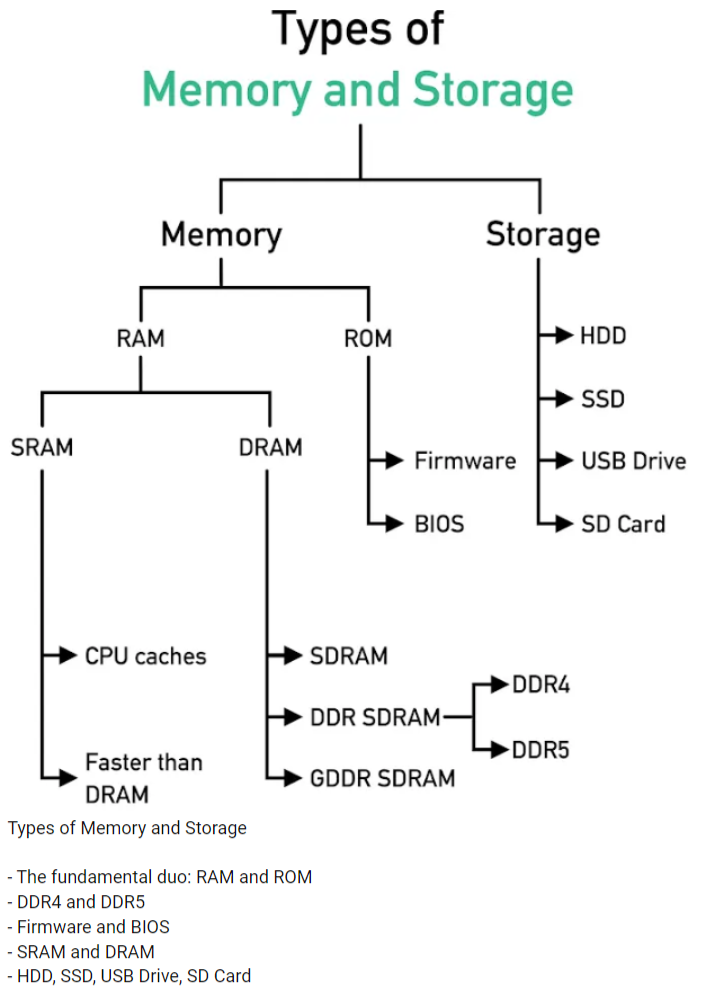 Types of
Memory and Storage
Memory
Storage
RAM
ROM
HDD
SSD
SRAM
DRAM
Firmware
USB Drive
BIOS
SD Card
CPU caches
SDRAM
DDR4
DDR SDRAM
DDR5
Faster than
DRAM
GDDR SDRAM
Types of Memory and Storage
- The fundamental duo: RAM and ROM
- DDR4 and DDR5
- Firmware and BIOS
- SRAM and DRAM
- HDD, SSD, USB Drive, SD Card